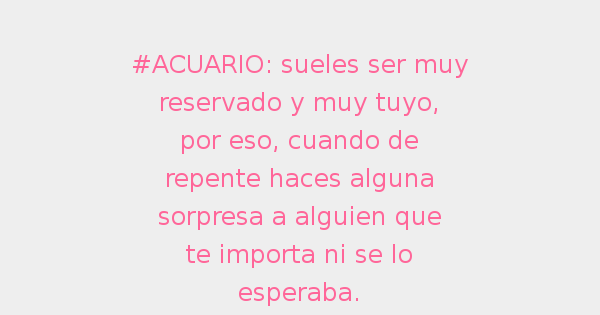 #ACUARIO: sueles ser muy
reservado y muy tuyo,
por eso, cuando de
repente haces alguna
sorpresa a alguien que
te importa ni se lo
esperaba.